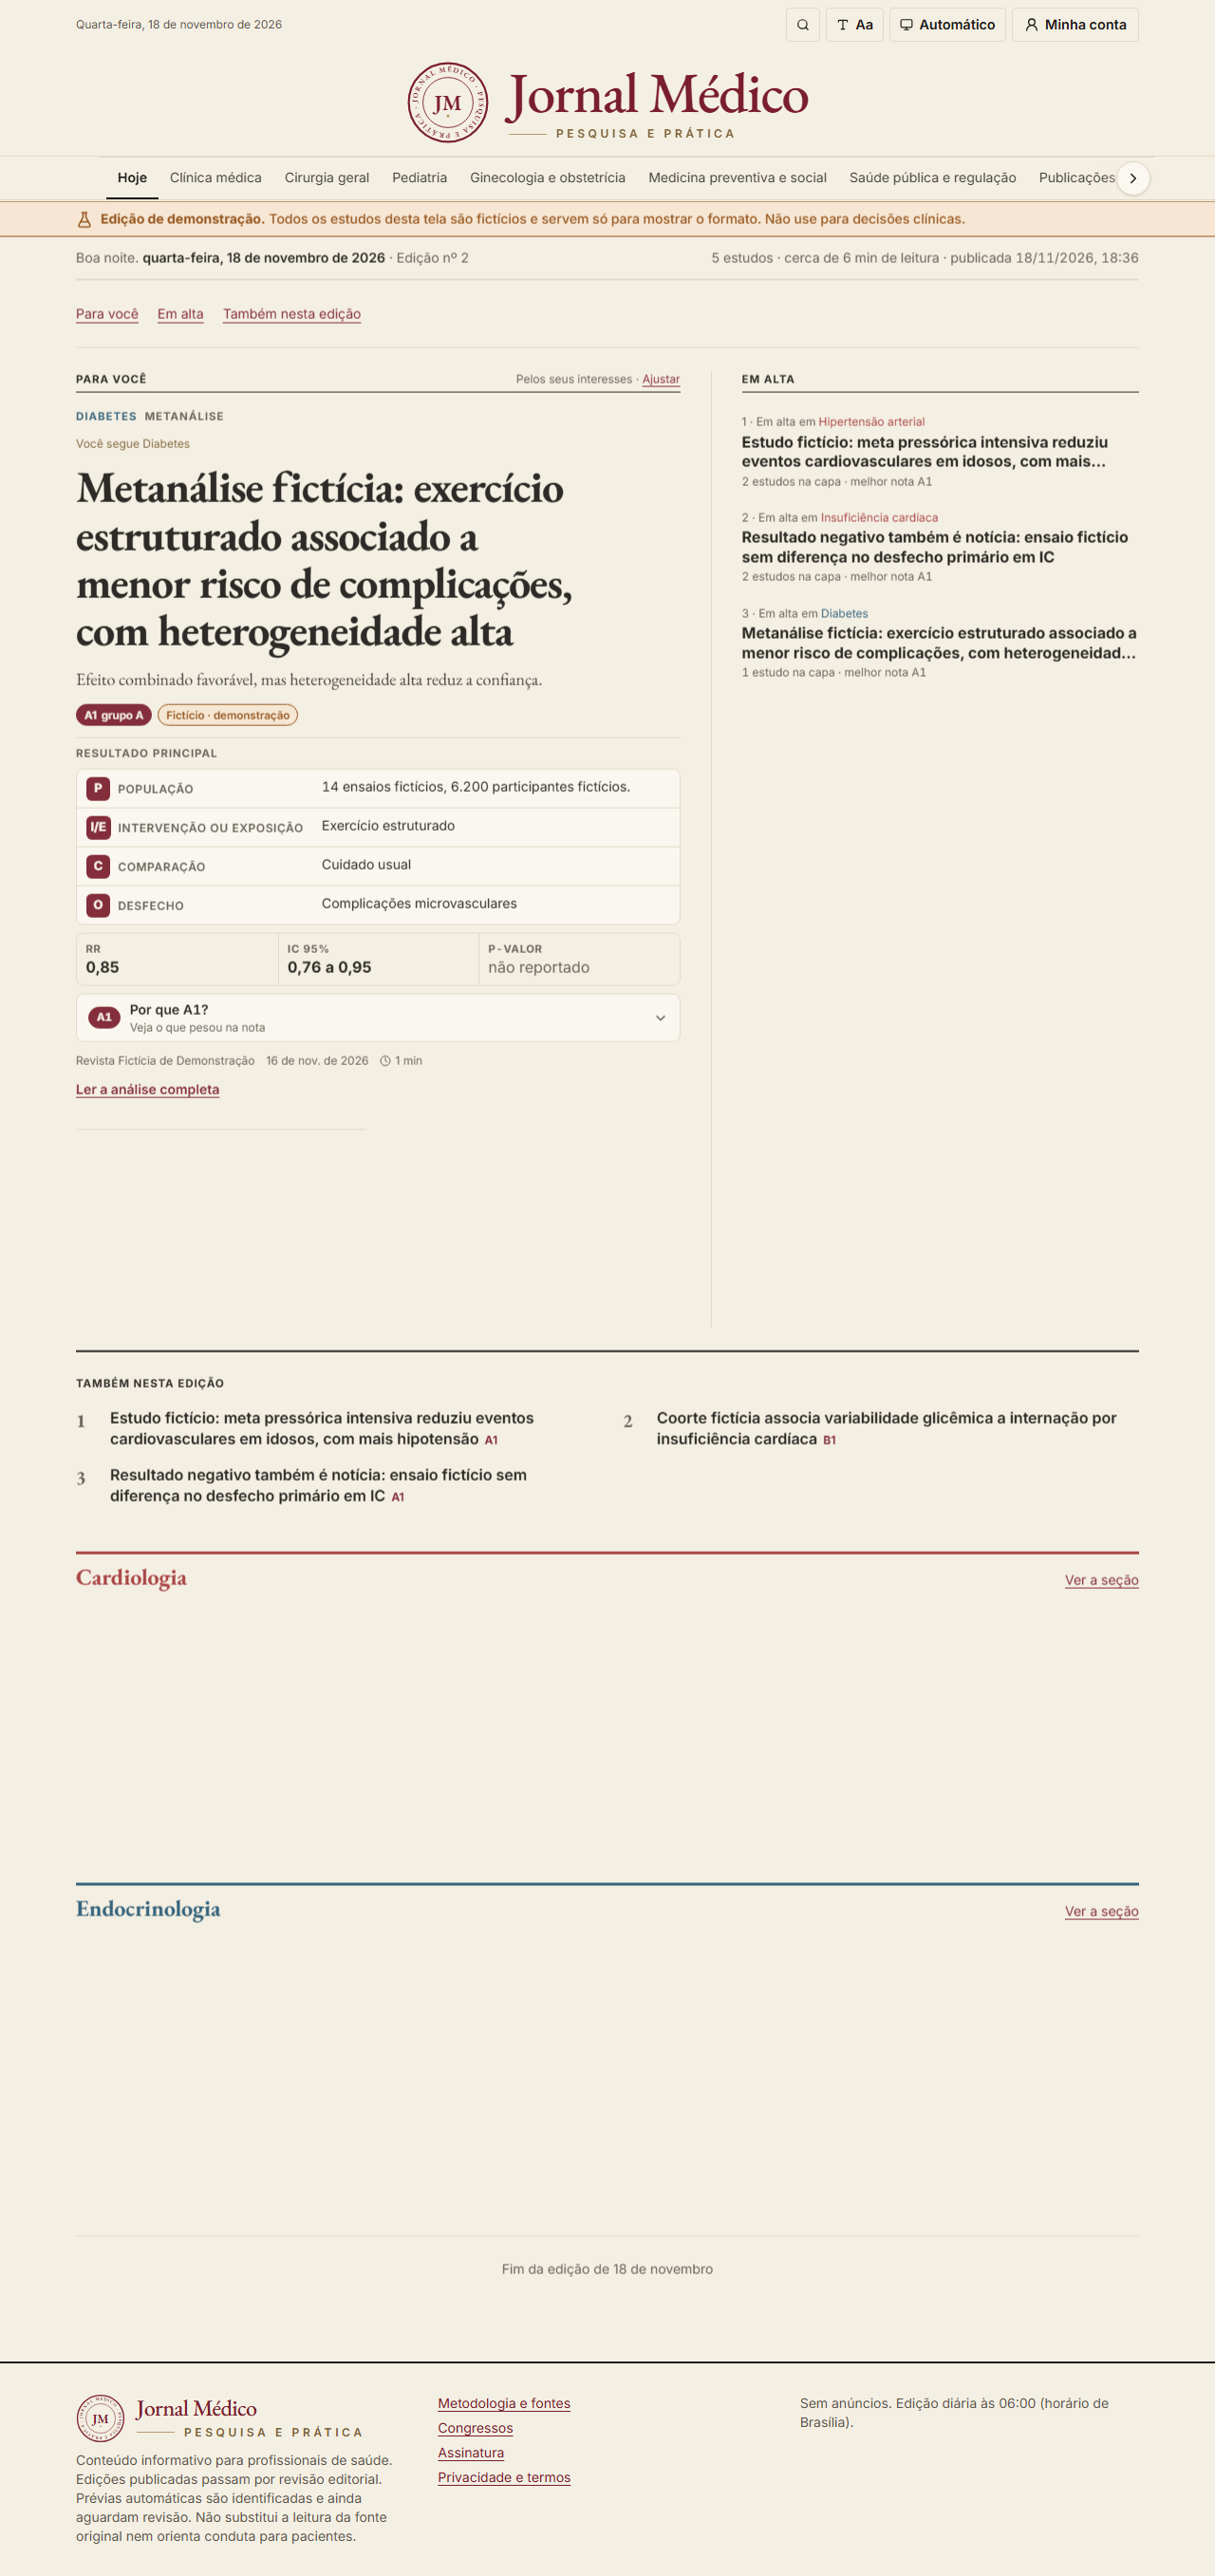 Quarta-feira, 18 de novembro de 2026
Aa
Automático
Minha conta
JORNAL MÉDICO · PESQUISA E PRÁTICA ·
JM
Jornal Médico
PESQUISA E PRÁTICA
Hoje
Clínica médica
Cirurgia geral
Pediatria
Ginecologia e obstetrícia
Medicina preventiva e social
Saúde pública e regulação
Publicações
Edição de demonstração. Todos os estudos desta tela são fictícios e servem só para mostrar o formato. Não use para decisões clínicas.
Boa noite. quarta-feira, 18 de novembro de 2026 · Edição nº 2
5 estudos · cerca de 6 min de leitura · publicada 18/11/2026, 18:36
Para você
Em alta
Também nesta edição
PARA VOCÊ
Pelos seus interesses · Ajustar
DIABETES METANÁLISE
Você segue Diabetes
Metanálise fictícia: exercício
estruturado associado a
menor risco de complicações,
com heterogeneidade alta
Efeito combinado favorável, mas heterogeneidade alta reduz a confiança.
A1 grupo A
Fictício · demonstração
RESULTADO PRINCIPAL
P POPULAÇÃO 14 ensaios fictícios, 6.200 participantes fictícios.
I/E INTERVENÇÃO OU EXPOSIÇÃO Exercício estruturado
C COMPARAÇÃO Cuidado usual
O DESFECHO Complicações microvasculares
RR
0,85
IC 95%
0,76 a 0,95
P-VALOR
não reportado
A1
Por que A1?
Veja o que pesou na nota
Revista Fictícia de Demonstração 16 de nov. de 2026 1 min
Ler a análise completa
EM ALTA
1 · Em alta em Hipertensão arterial
Estudo fictício: meta pressórica intensiva reduziu
eventos cardiovasculares em idosos, com mais…
2 estudos na capa · melhor nota A1
2 · Em alta em Insuficiência cardíaca
Resultado negativo também é notícia: ensaio fictício
sem diferença no desfecho primário em IC
2 estudos na capa · melhor nota A1
3 · Em alta em Diabetes
Metanálise fictícia: exercício estruturado associado a
menor risco de complicações, com heterogeneidad…
1 estudo na capa · melhor nota A1
TAMBÉM NESTA EDIÇÃO
1 Estudo fictício: meta pressórica intensiva reduziu eventos
cardiovasculares em idosos, com mais hipotensão A1
2 Coorte fictícia associa variabilidade glicêmica a internação por
insuficiência cardíaca B1
3 Resultado negativo também é notícia: ensaio fictício sem
diferença no desfecho primário em IC A1
Cardiologia
Ver a seção
Endocrinologia
Ver a seção
Fim da edição de 18 de novembro
JORNAL MÉDICO · PESQUISA E PRÁTICA ·
JM
Jornal Médico
PESQUISA E PRÁTICA
Conteúdo informativo para profissionais de saúde.
Edições publicadas passam por revisão editorial.
Prévias automáticas são identificadas e ainda
aguardam revisão. Não substitui a leitura da fonte
original nem orienta conduta para pacientes.
Metodologia e fontes
Congressos
Assinatura
Privacidade e termos
Sem anúncios. Edição diária às 06:00 (horário de
Brasília).